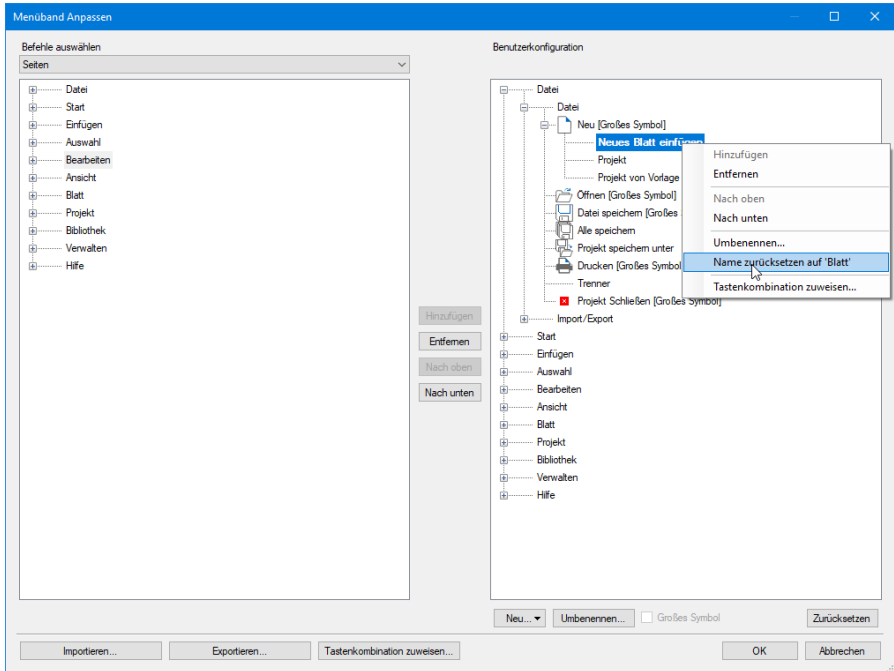 Menüband Anpassen
Befehle auswählen
Seiten
Datei
Start
Einfügen
Auswahl
Bearbeiten
Ansicht
Blatt
Projekt
Bibliothek
Verwalten
Hilfe
Hinzufügen
Entfernen
Nach oben
Nach unten
Benutzerkonfiguration
Datei
Datei
Neu [Großes Symbol]
Neues Blatt einfügen
Projekt
Projekt von Vorlage
Öffnen [Großes Symbol]
Datei speichern [Großes
Alle speichern
Projekt speichern unter
Drucken [Großes Symbol
Trenner
Projekt Schließen [Großes Symbol]
Import/Export
Start
Einfügen
Auswahl
Bearbeiten
Ansicht
Blatt
Projekt
Bibliothek
Verwalten
Hilfe
Hinzufügen
Entfernen
Nach oben
Nach unten
Umbenennen...
Name zurücksetzen auf 'Blatt'
Tastenkombination zuweisen...
Neu...
Umbenennen...
Großes Symbol
Zurücksetzen
Importieren...
Exportieren...
Tastenkombination zuweisen...
OK
Abbrechen